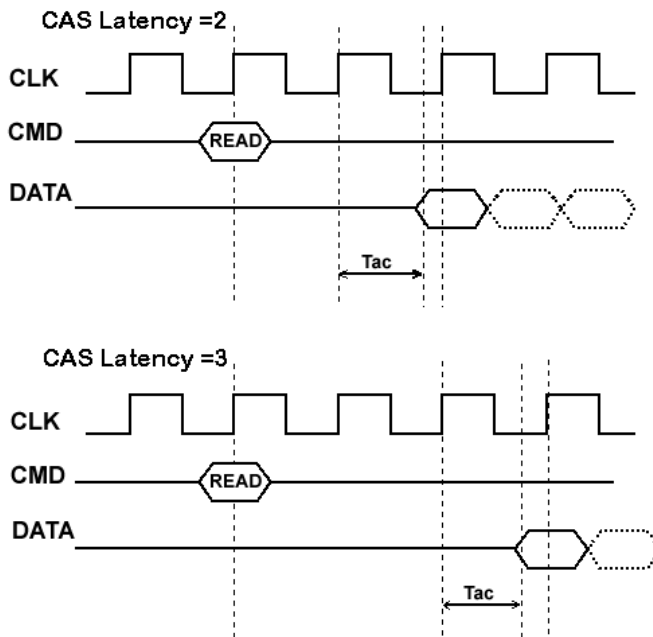 CAS Latency =2
CLK
CMD
READ
DATA
Tac
CAS Latency =3
CLK
CMD
READ
DATA
Tac